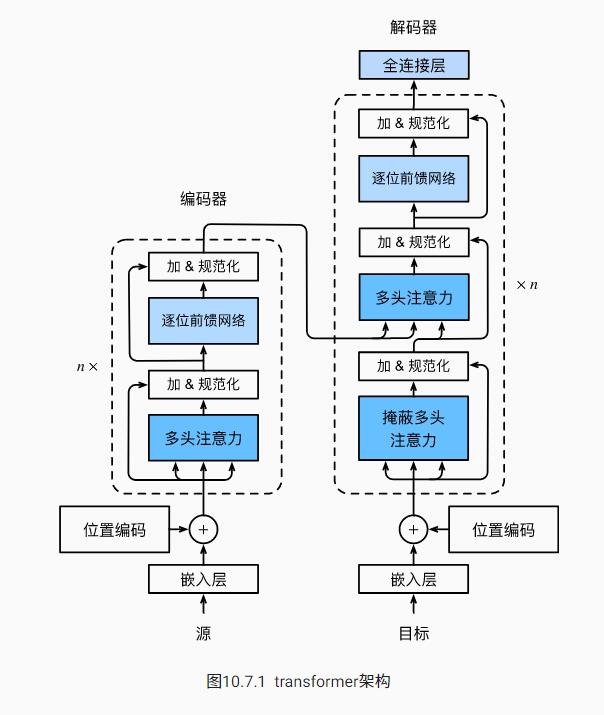 解码器
全连接层
加 & 规范化
逐位前馈网络
加 & 规范化
多头注意力
× n
加 & 规范化
掩蔽多头
注意力
位置编码
+
嵌入层
目标
编码器
加 & 规范化
逐位前馈网络
n ×
加 & 规范化
多头注意力
位置编码
+
嵌入层
源
图10.7.1 transformer架构